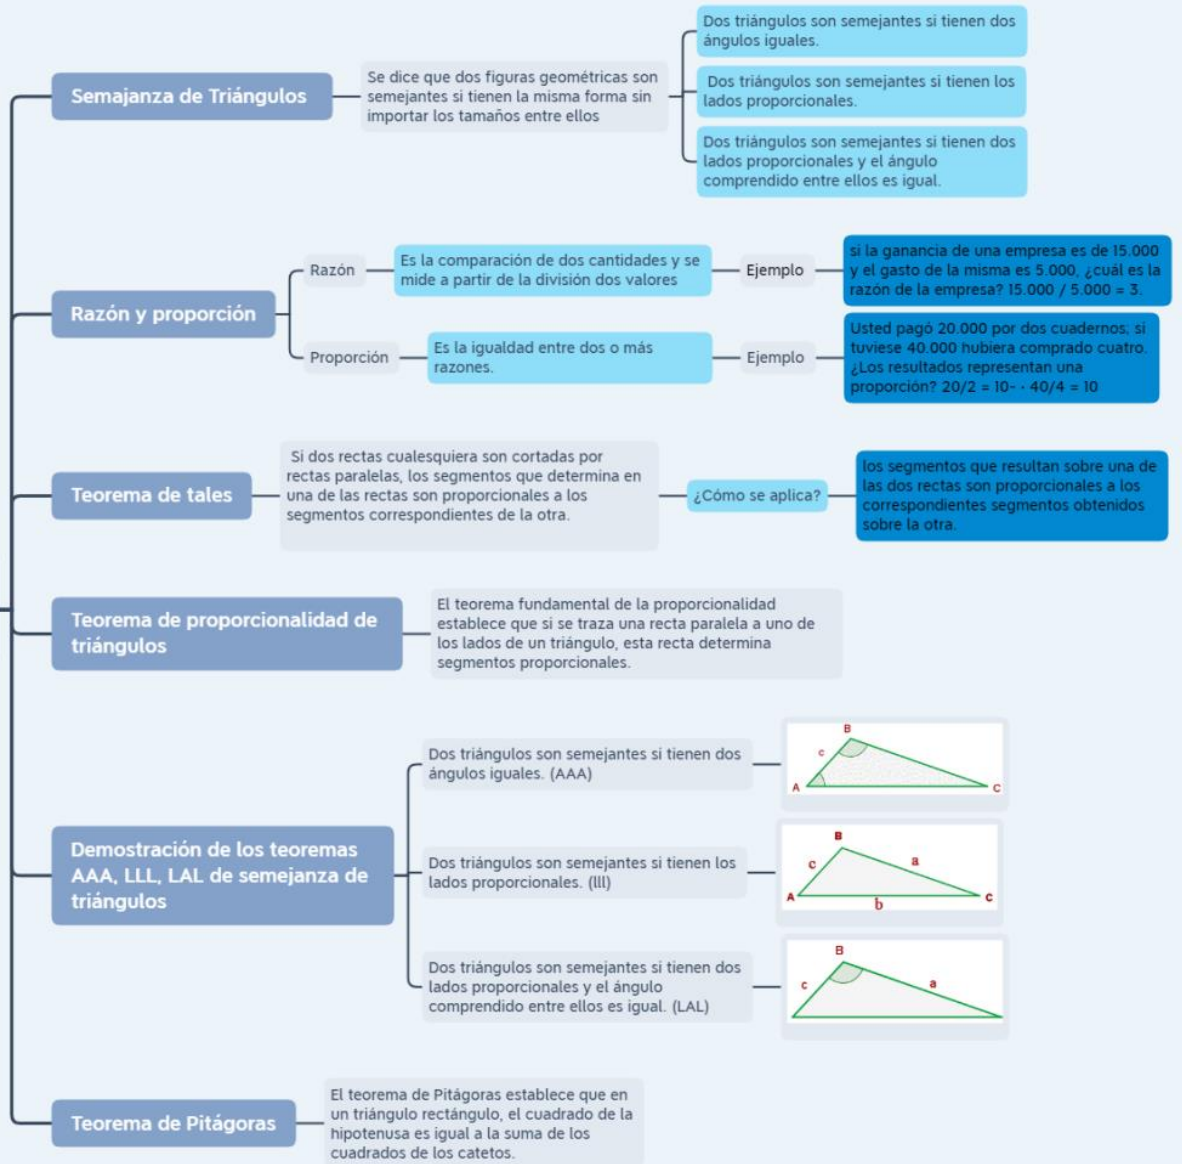 Semajanza de Triángulos
Se dice que dos figuras geométricas son
semejantes si tienen la misma forma sin
importar los tamaños entre ellos
Dos triángulos son semejantes si tienen dos
ángulos iguales.
Dos triángulos son semejantes si tienen los
lados proporcionales.
Dos triángulos son semejantes si tienen dos
lados proporcionales y el ángulo
comprendido entre ellos es igual.
Razón y proporción
Razón
Es la comparación de dos cantidades y se
mide a partir de la división dos valores
Ejemplo
si la ganancia de una empresa es de 15.000
y el gasto de la misma es 5.000, ¿cuál es la
razón de la empresa? 15.000 / 5.000 = 3.
Proporción
Es la igualdad entre dos o más
razones.
Ejemplo
Usted pagó 20.000 por dos cuadernos; si
tuviese 40.000 hubiera comprado cuatro.
¿Los resultados representan una
proporción? 20/2 = 10- · 40/4 = 10
Teorema de tales
Si dos rectas cualesquiera son cortadas por
rectas paralelas, los segmentos que determina en
una de las rectas son proporcionales a los
segmentos correspondientes de la otra.
¿Cómo se aplica?
los segmentos que resultan sobre una de
las dos rectas son proporcionales a los
correspondientes segmentos obtenidos
sobre la otra.
Teorema de proporcionalidad de
triángulos
El teorema fundamental de la proporcionalidad
establece que si se traza una recta paralela a uno de
los lados de un triángulo, esta recta determina
segmentos proporcionales.
Demostración de los teoremas
AAA, LLL, LAL de semejanza de
triángulos
Dos triángulos son semejantes si tienen dos
ángulos iguales. (AAA)
B
c
A
C
Dos triángulos son semejantes si tienen los
lados proporcionales. (lll)
B
c
a
A
b
C
Dos triángulos son semejantes si tienen dos
lados proporcionales y el ángulo
comprendido entre ellos es igual. (LAL)
B
c
a
Teorema de Pitágoras
El teorema de Pitágoras establece que en
un triángulo rectángulo, el cuadrado de la
hipotenusa es igual a la suma de los
cuadrados de los catetos.